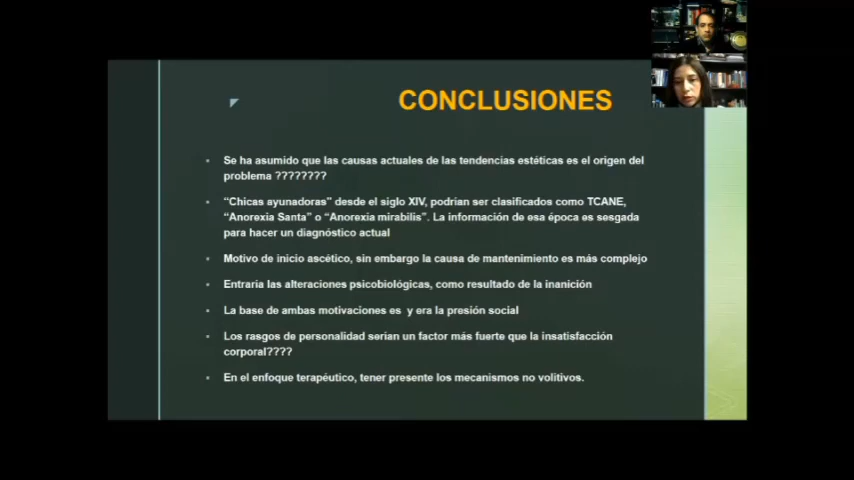 CONCLUSIONES
Se ha asumido que las causas actuales de las tendencias estéticas es el origen del
problema ????????
“Chicas ayunadoras” desde el siglo XIV, podrían ser clasificados como TCANE,
“Anorexia Santa” o “Anorexia mirabilis”. La información de esa época es sesgada
para hacer un diagnóstico actual
Motivo de inicio ascético, sin embargo la causa de mantenimiento es más complejo
Entraría las alteraciones psicobiológicas, como resultado de la inanición
La base de ambas motivaciones es y era la presión social
Los rasgos de personalidad serían un factor más fuerte que la insatisfacción
corporal????
En el enfoque terapéutico, tener presente los mecanismos no volitivos.